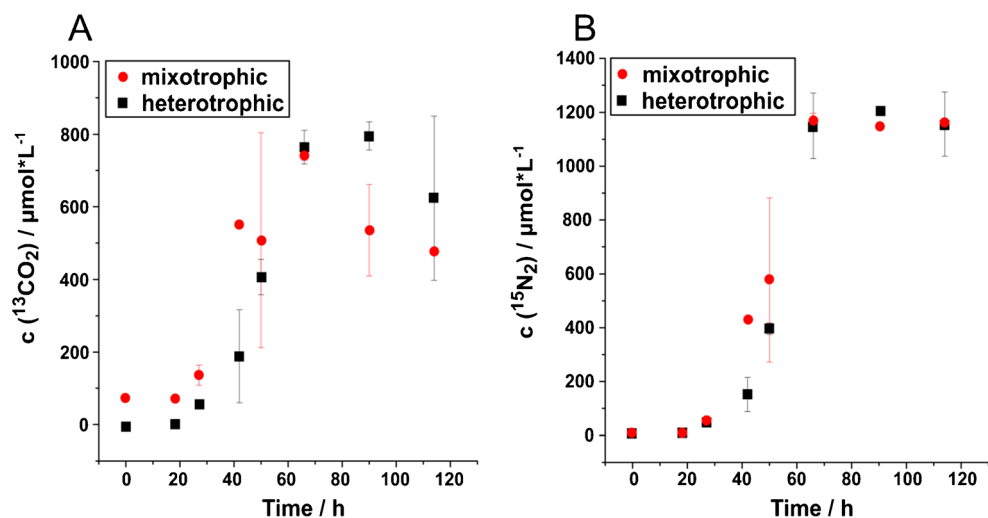 A
mixotrophic
heterotrophic
c (¹³CO₂) / µmol*L⁻¹
1000
800
600
400
200
0
0 20 40 60 80 100 120
Time / h
B
mixotrophic
heterotrophic
c (¹⁵N₂) / µmol*L⁻¹
1400
1200
1000
800
600
400
200
0
0 20 40 60 80 100 120
Time / h